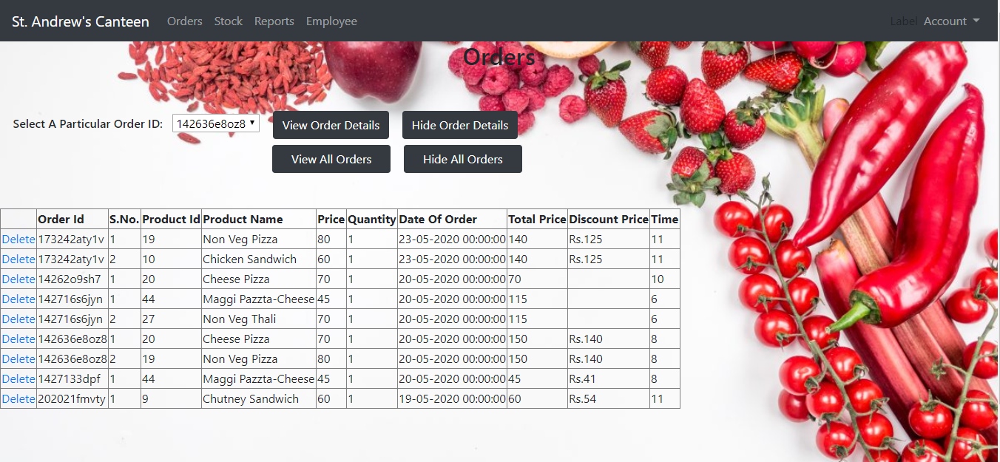 St. Andrew's Canteen Orders Stock Reports Employee Label Account
Orders
Select A Particular Order ID: 142636e8oz8 View Order Details Hide Order Details
View All Orders Hide All Orders
Order Id S.No. Product Id Product Name Price Quantity Date Of Order Total Price Discount Price Time
Delete 173242aty1v 1 19 Non Veg Pizza 80 1 23-05-2020 00:00:00 140 Rs.125 11
Delete 173242aty1v 2 10 Chicken Sandwich 60 1 23-05-2020 00:00:00 140 Rs.125 11
Delete 14262o9sh7 1 20 Cheese Pizza 70 1 20-05-2020 00:00:00 70 10
Delete 142716s6jyn 1 44 Maggi Pazzta-Cheese 45 1 20-05-2020 00:00:00 115 6
Delete 142716s6jyn 2 27 Non Veg Thali 70 1 20-05-2020 00:00:00 115 6
Delete 142636e8oz8 1 20 Cheese Pizza 70 1 20-05-2020 00:00:00 150 Rs.140 8
Delete 142636e8oz8 2 19 Non Veg Pizza 80 1 20-05-2020 00:00:00 150 Rs.140 8
Delete 1427133dpf 1 44 Maggi Pazzta-Cheese 45 1 20-05-2020 00:00:00 45 Rs.41 8
Delete 202021fmvty 1 9 Chutney Sandwich 60 1 19-05-2020 00:00:00 60 Rs.54 11